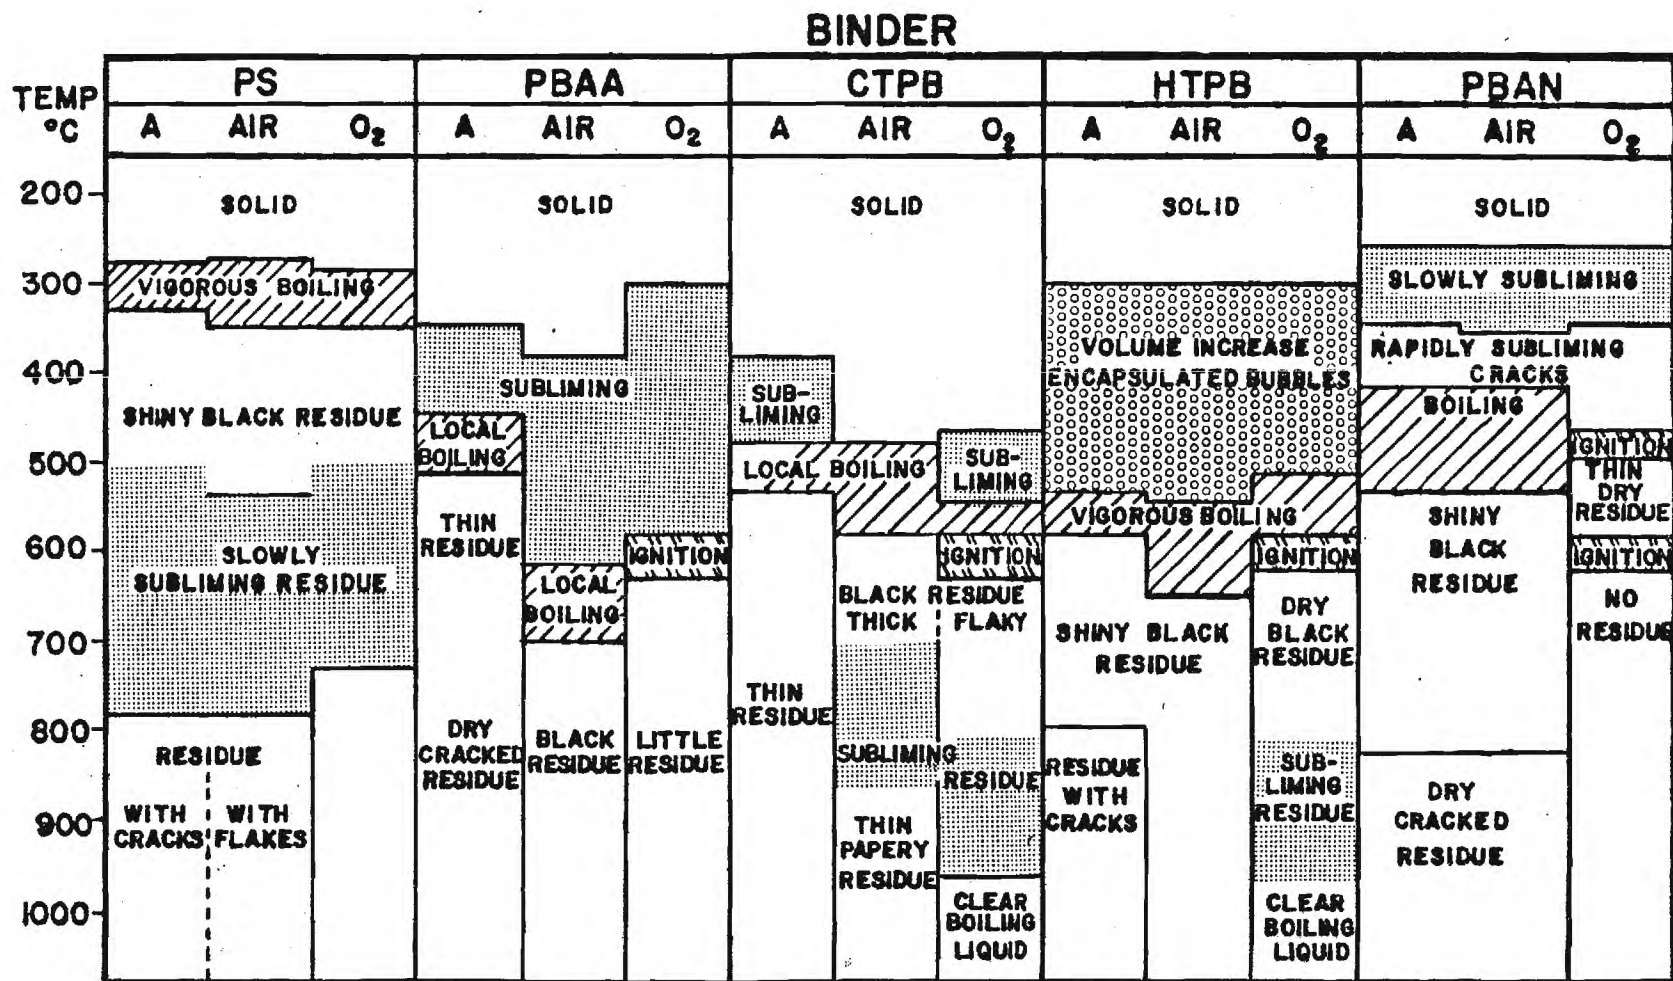 BINDER
TEMP °C
PS
PBAA
CTPB
HTPB
PBAN
A AIR O₂
A AIR O₂
A AIR O₂
A AIR O₂
A AIR O₂
200
300
400
500
600
700
800
900
1000
SOLID
VIGOROUS BOILING
SHINY BLACK RESIDUE
SLOWLY
SUBLIMING RESIDUE
RESIDUE
WITH
CRACKS
WITH
FLAKES
SOLID
SUBLIMING
LOCAL
BOILING
THIN
RESIDUE
DRY
CRACKED
RESIDUE
LOCAL
BOILING
BLACK
RESIDUE
IGNITION
LITTLE
RESIDUE
SOLID
SUB-
LIMING
LOCAL BOILING
THIN
RESIDUE
SUB-
LIMING
IGNITION
BLACK RESIDUE
THICK
FLAKY
SUBLIMING
THIN
PAPERY
RESIDUE
RESIDUE
CLEAR
BOILING
LIQUID
SOLID
VOLUME INCREASE
ENCAPSULATED BUBBLES
VIGOROUS BOILING
SHINY BLACK
RESIDUE
RESIDUE
WITH
CRACKS
IGNITION
DRY
BLACK
RESIDUE
SUB-
LIMING
RESIDUE
CLEAR
BOILING
LIQUID
SOLID
SLOWLY SUBLIMING
RAPIDLY SUBLIMING
CRACKS
BOILING
SHINY
BLACK
RESIDUE
DRY
CRACKED
RESIDUE
IGNITION
THIN
DRY
RESIDUE
IGNITION
NO
RESIDUE